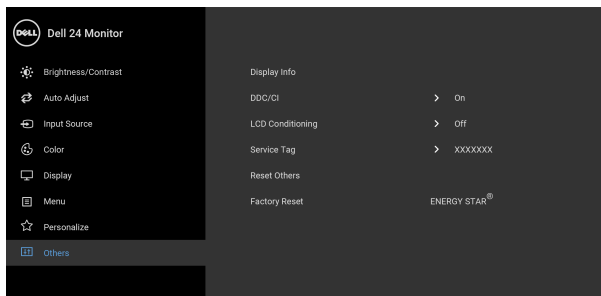 DELL Dell 24 Monitor
Brightness/Contrast
Auto Adjust
Input Source
Color
Display
Menu
Personalize
Others
Display Info
DDC/CI > On
LCD Conditioning > Off
Service Tag > XXXXXXX
Reset Others
Factory Reset ENERGY STAR®